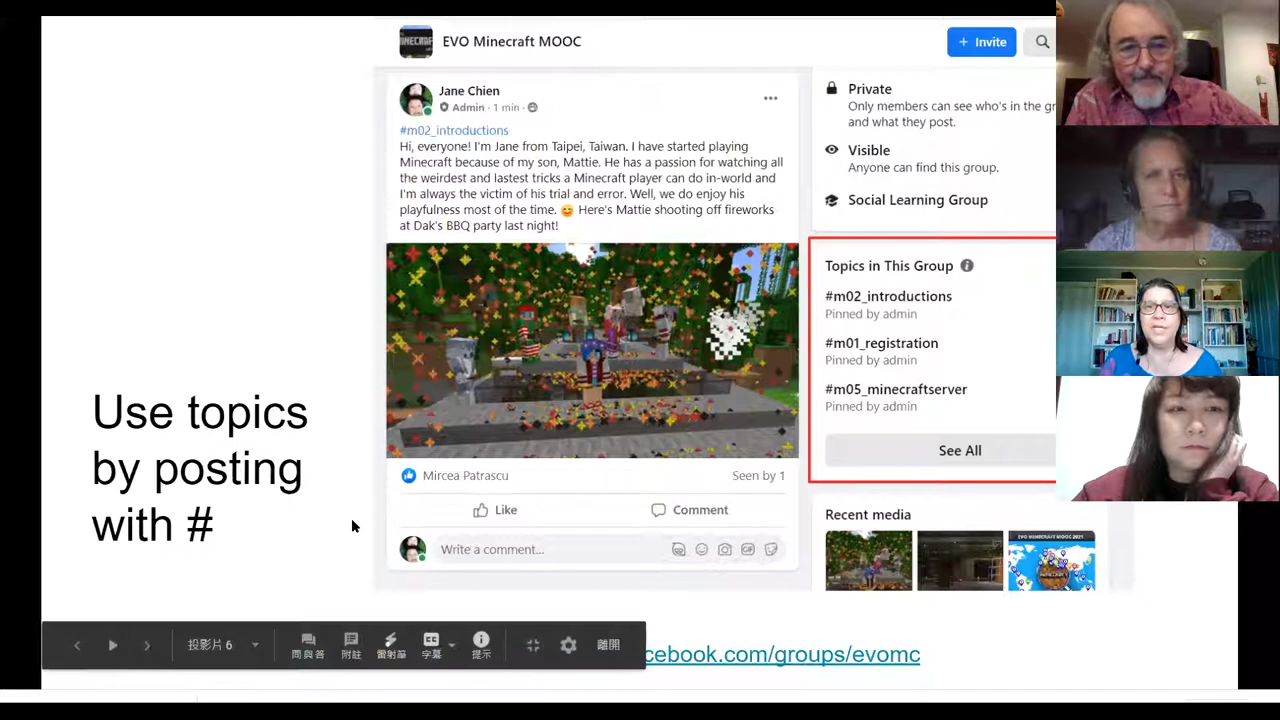 EVO Minecraft MOOC
+ Invite
Jane Chien
Admin · 1 min ·
#m02_introductions
Hi, everyone! I'm Jane from Taipei, Taiwan. I have started playing
Minecraft because of my son, Mattie. He has a passion for watching all
the weirdest and lastest tricks a Minecraft player can do in-world and
I'm always the victim of his trial and error. Well, we do enjoy his
playfulness most of the time. 😊 Here's Mattie shooting off fireworks
at Dak's BBQ party last night!
Mircea Patrascu
Seen by 1
Like
Comment
Write a comment...
GIF
Private
Only members can see who's in the gr
and what they post.
Visible
Anyone can find this group.
Social Learning Group
Topics in This Group
#m02_introductions
Pinned by admin
#m01_registration
Pinned by admin
#m05_minecraftserver
Pinned by admin
See All
Recent media
EVO MINECRAFT MOOC 2021
Use topics
by posting
with #
投影片 6
問與答
附註
雷射筆
CC
字幕
提示
離開
cebook.com/groups/evomc